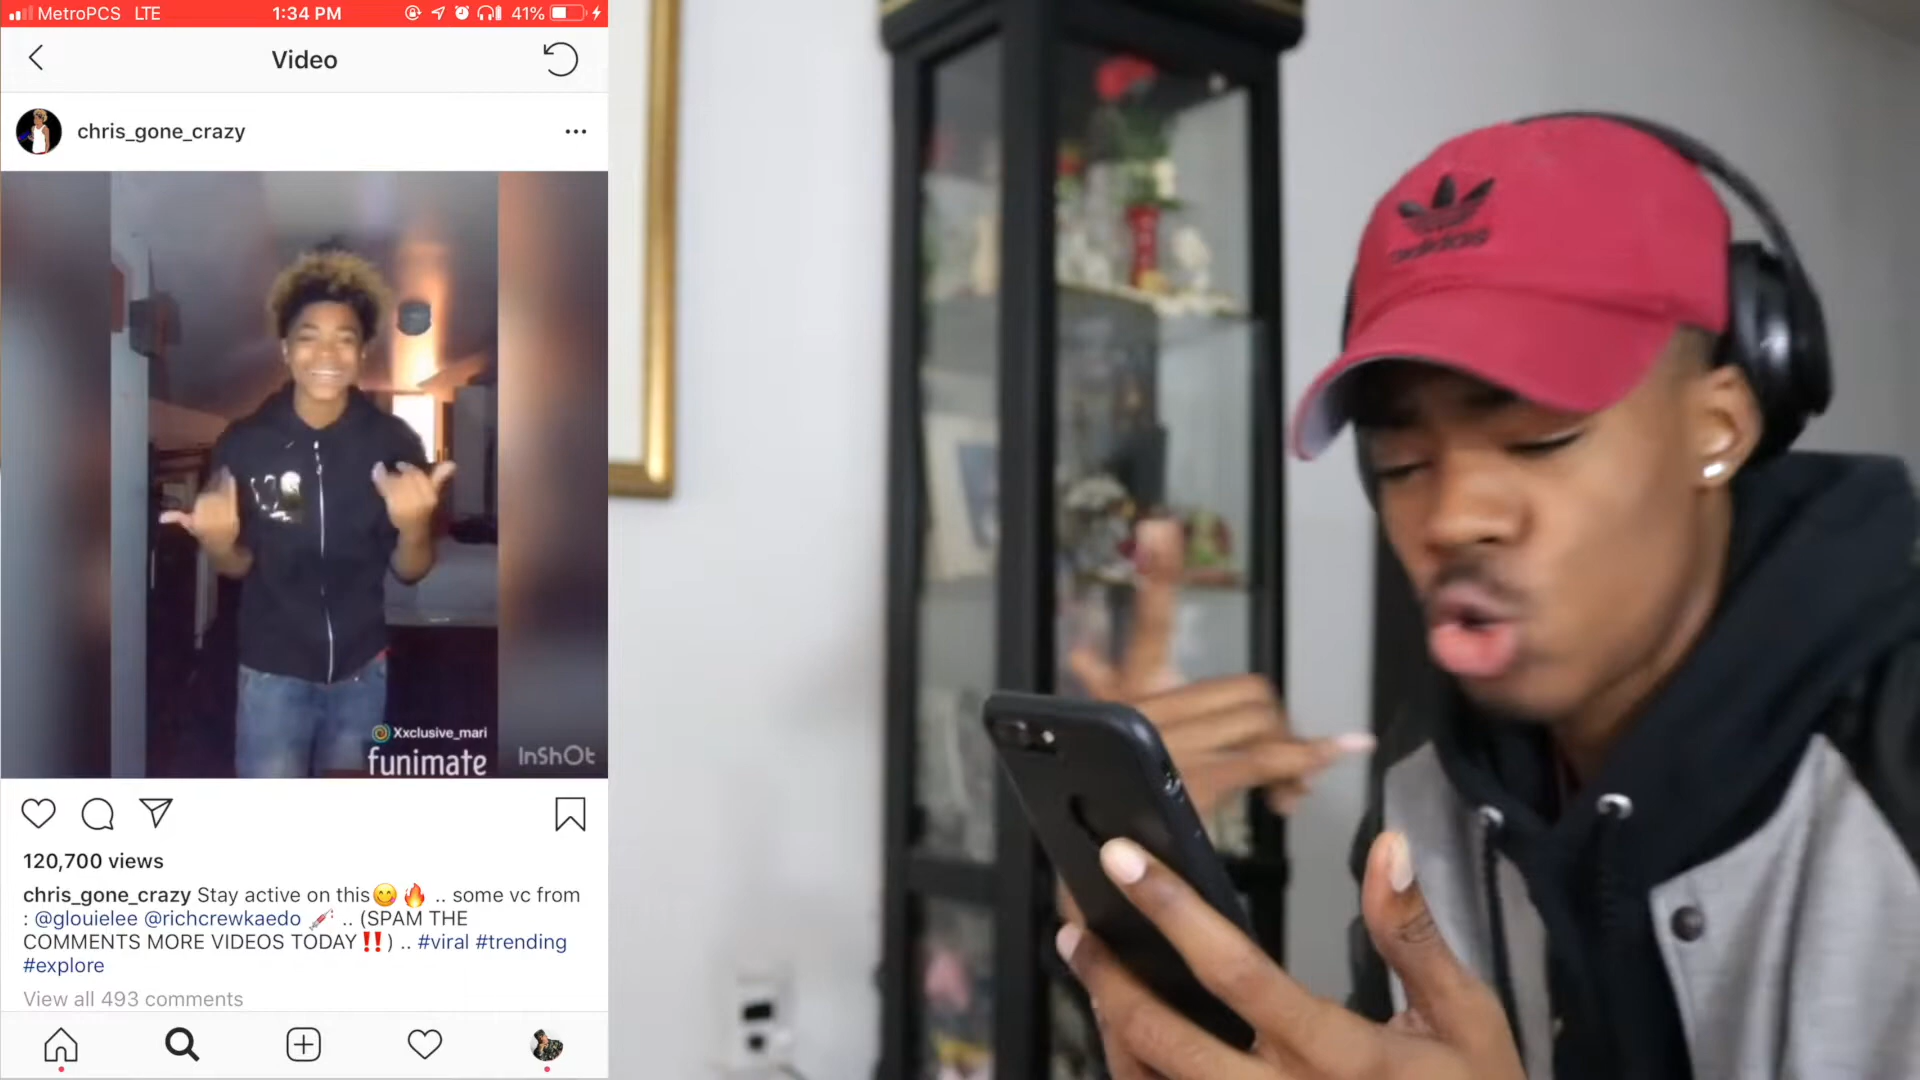 MetroPCS LTE 1:34 PM 41%
Video
chris_gone_crazy
Xxclusive_mari
funimate
InShOt
120,700 views
chris_gone_crazy Stay active on this😋🔥 .. some vc from
: @glouielee @richcrewkaedo 💉 .. (SPAM THE
COMMENTS MORE VIDEOS TODAY‼️) .. #viral #trending
#explore
View all 493 comments
adidas